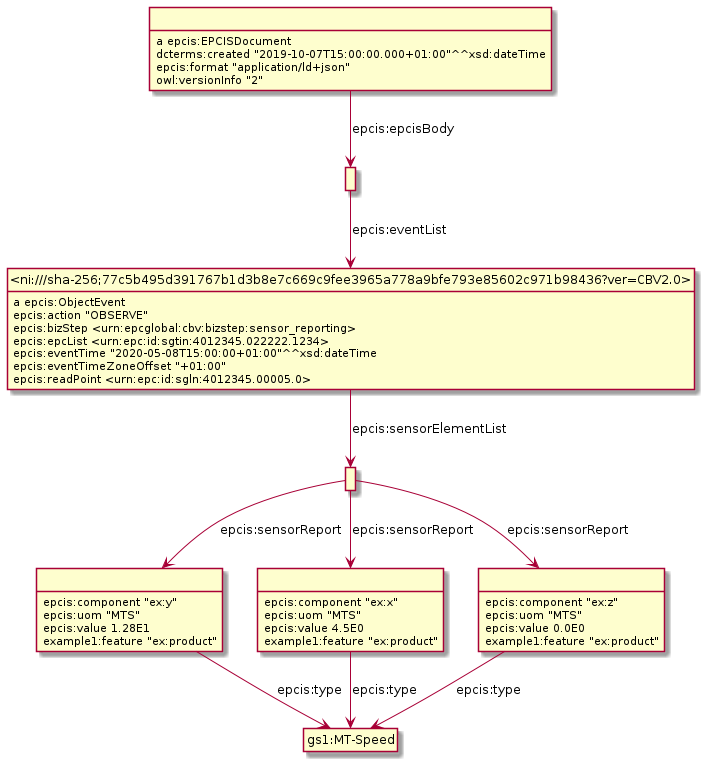 a epcis:EPCISDocument
dcterms:created "2019-10-07T15:00:00.000+01:00"^^xsd:dateTime
epcis:format "application/ld+json"
owl:versionInfo "2"
epcis:epcisBody
epcis:eventList
<ni:///sha-256;77c5b495d391767b1d3b8e7c669c9fee3965a778a9bfe793e85602c971b98436?ver=CBV2.0>
a epcis:ObjectEvent
epcis:action "OBSERVE"
epcis:bizStep <urn:epcglobal:cbv:bizstep:sensor_reporting>
epcis:epcList <urn:epc:id:sgtin:4012345.022222.1234>
epcis:eventTime "2020-05-08T15:00:00+01:00"^^xsd:dateTime
epcis:eventTimeZoneOffset "+01:00"
epcis:readPoint <urn:epc:id:sgln:4012345.00005.0>
epcis:sensorElementList
epcis:sensorReport
epcis:sensorReport
epcis:sensorReport
epcis:component "ex:y"
epcis:uom "MTS"
epcis:value 1.28E1
example1:feature "ex:product"
epcis:component "ex:x"
epcis:uom "MTS"
epcis:value 4.5E0
example1:feature "ex:product"
epcis:component "ex:z"
epcis:uom "MTS"
epcis:value 0.0E0
example1:feature "ex:product"
epcis:type
epcis:type
epcis:type
gs1:MT-Speed